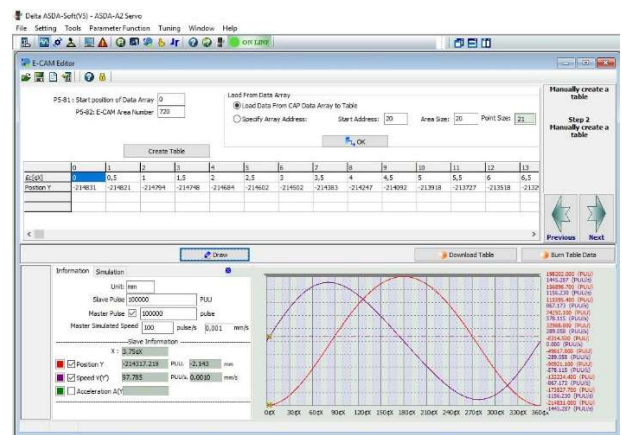 Delta ASDA-Soft(V5) - ASDA-A2 Servo
File Setting Tools Parameter Function Tuning Window Help
ON LINE
E-CAM Editor
P5-81 : Start position of Data Array 0
P5-82: E-CAM Area Number 720
Create Table
Load From Data Array
Load Data From CAP Data Array to Table
Specify Array Address: Start Address: 20 Area Size: 20 Point Size: 21
OK
Manually create a table
Step 2
Manually create a table
Previous Next
0 1 2 3 4 5 6 7 8 9 10 11 12 13
0 0,5 1 1,5 2 2,5 3 3,5 4 4,5 5 5,5 6 6,5
Position Y -214831 -214821 -214794 -214748 -214684 -214602 -214502 -214383 -214247 -214092 -213918 -213727 -213518
Draw
Download Table
Burn Table Data
Information Simulation
Unit: mm
Slave Pulse 100000 PUU
Master Pulse 100000 pulse
Master Simulated Speed 100 pulse/s 0,001 mm/s
Slave Information
X : 3.75¢X
Position Y -214317.219 PUU -2,143 mm
Speed V(Y') 97.785 PUU/s 0.0010 mm/s
Acceleration A(Y
0¢X 30¢X 60¢X 90¢X 120¢X 150¢X 180¢X 210¢X 240¢X 270¢X 300¢X 330¢X 360¢X